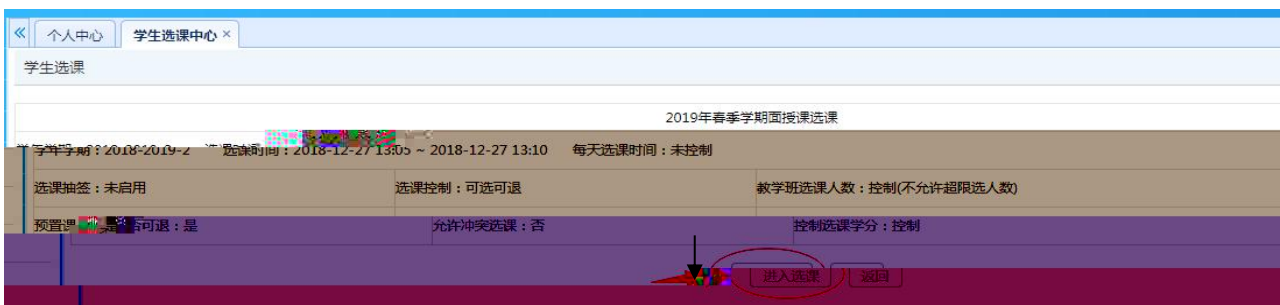 个人中心 学生选课中心 ×
学生选课
2019年春季学期面授课选课
学年学期：2018-2019-2 选课时间：2018-12-27 13:05 ~ 2018-12-27 13:10 每天选课时间：未控制
选课抽签：未启用 选课控制：可选可退 教学班选课人数：控制(不允许超限选人数)
预置课 是否可退：是 允许冲突选课：否 控制选课学分：控制
进入选课 返回